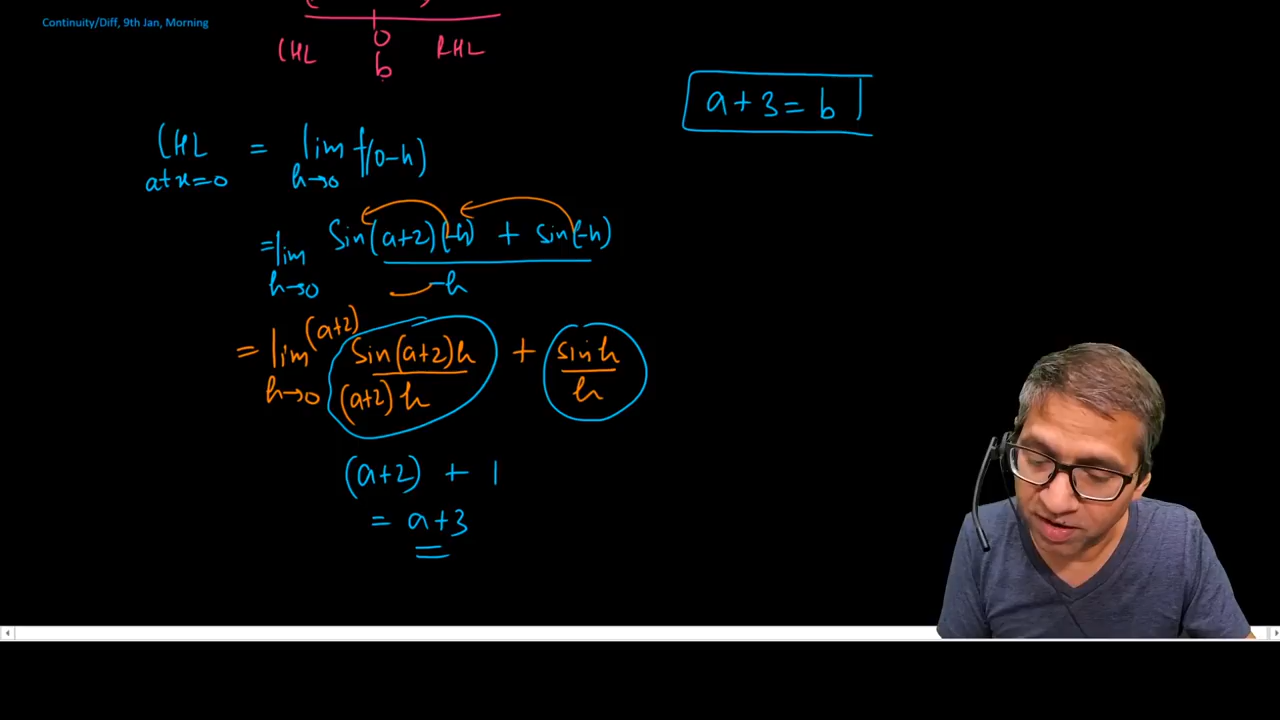 Continuity/Diff, 9th Jan, Morning
LHL 0 RHL
b
a+3=b
LHL = lim f(0-h)
at x=0 h→0
=lim Sin(a+2)(-h) + sin(-h)
h→0 -h
= lim (a+2) Sin(a+2)h + sin h
h→0 (a+2)h h
(a+2) + 1
= a+3